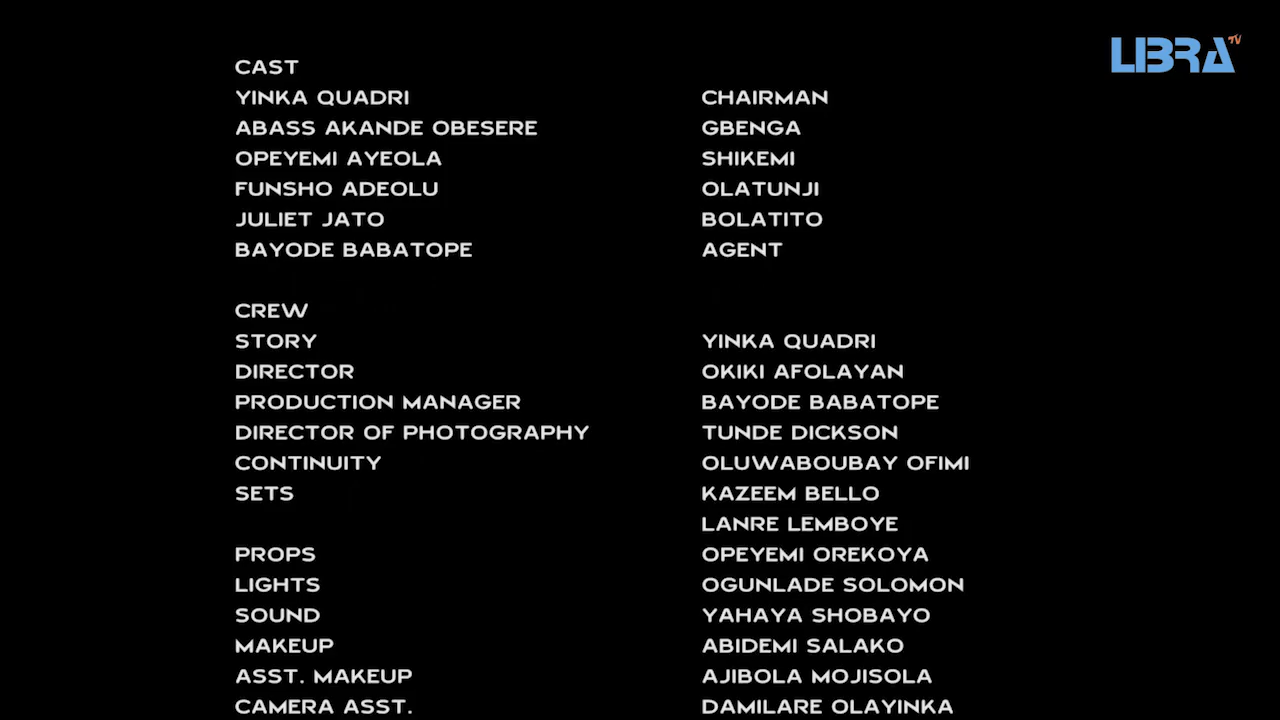 LIBRA TV
CAST
YINKA QUADRI CHAIRMAN
ABASS AKANDE OBESERE GBENGA
OPEYEMI AYEOLA SHIKEMI
FUNSHO ADEOLU OLATUNJI
JULIET JATO BOLATITO
BAYODE BABATOPE AGENT
CREW
STORY YINKA QUADRI
DIRECTOR OKIKI AFOLAYAN
PRODUCTION MANAGER BAYODE BABATOPE
DIRECTOR OF PHOTOGRAPHY TUNDE DICKSON
CONTINUITY OLUWABOUBAY OFIMI
SETS KAZEEM BELLO
LANRE LEMBOYE
PROPS OPEYEMI OREKOYA
LIGHTS OGUNLADE SOLOMON
SOUND YAHAYA SHOBAYO
MAKEUP ABIDEMI SALAKO
ASST. MAKEUP AJIBOLA MOJISOLA
CAMERA ASST. DAMILARE OLAYINKA